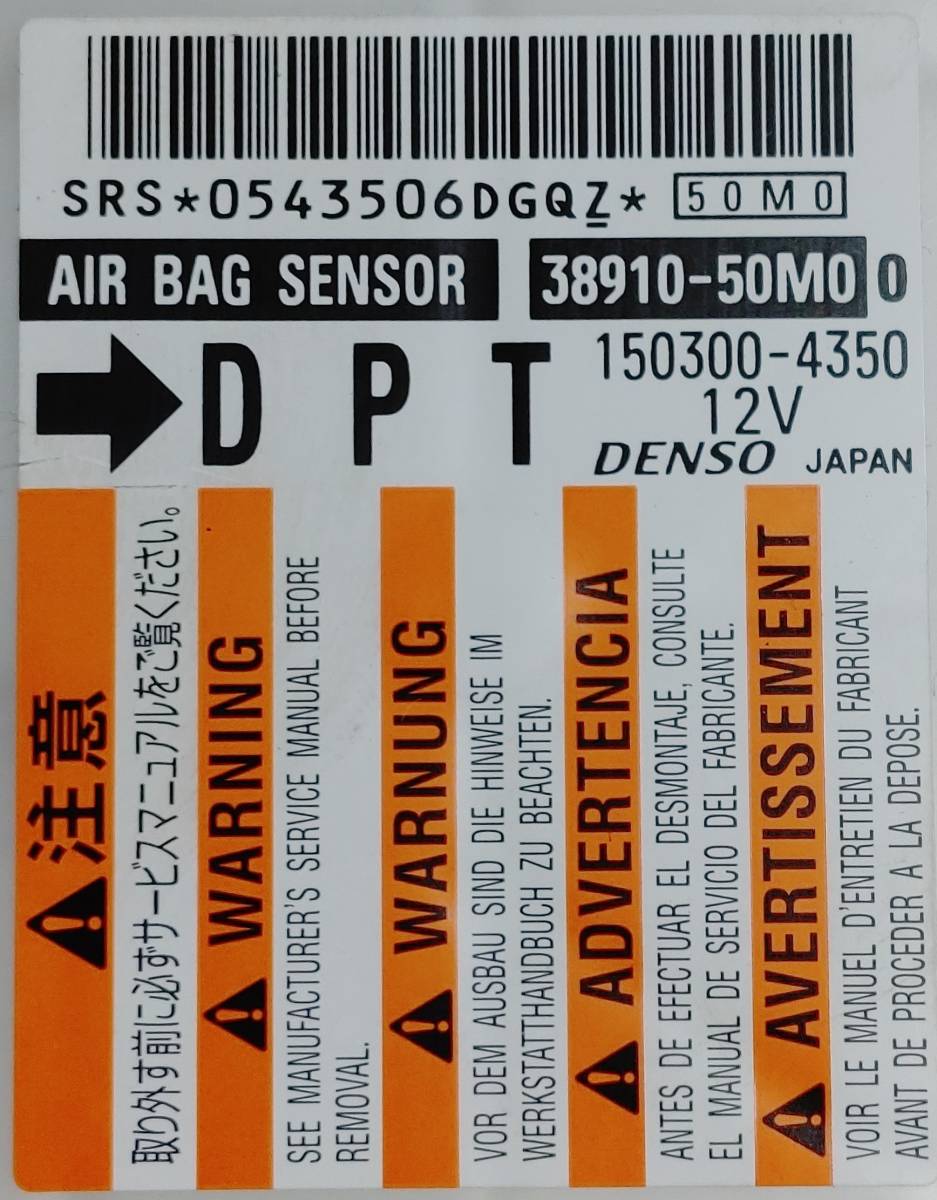 SRS*0543506DGQZ* 50M0
AIR BAG SENSOR 38910-50M0 0
D P T 150300-4350
12V
DENSO JAPAN
注意
取り外す前に必ずサービスマニュアルをご覧ください。
WARNING
SEE MANUFACTURER'S SERVICE MANUAL BEFORE
REMOVAL.
WARNUNG
VOR DEM AUSBAU SIND DIE HINWEISE IM
WERKSTATTHANDBUCH ZU BEACHTEN.
ADVERTENCIA
ANTES DE EFECTUAR EL DESMONTAJE, CONSULTE
EL MANUAL DE SERVICIO DEL FABRICANTE.
AVERTISSEMENT
VOIR LE MANUEL D'ENTRETIEN DU FABRICANT
AVANT DE PROCEDER A LA DEPOSE.